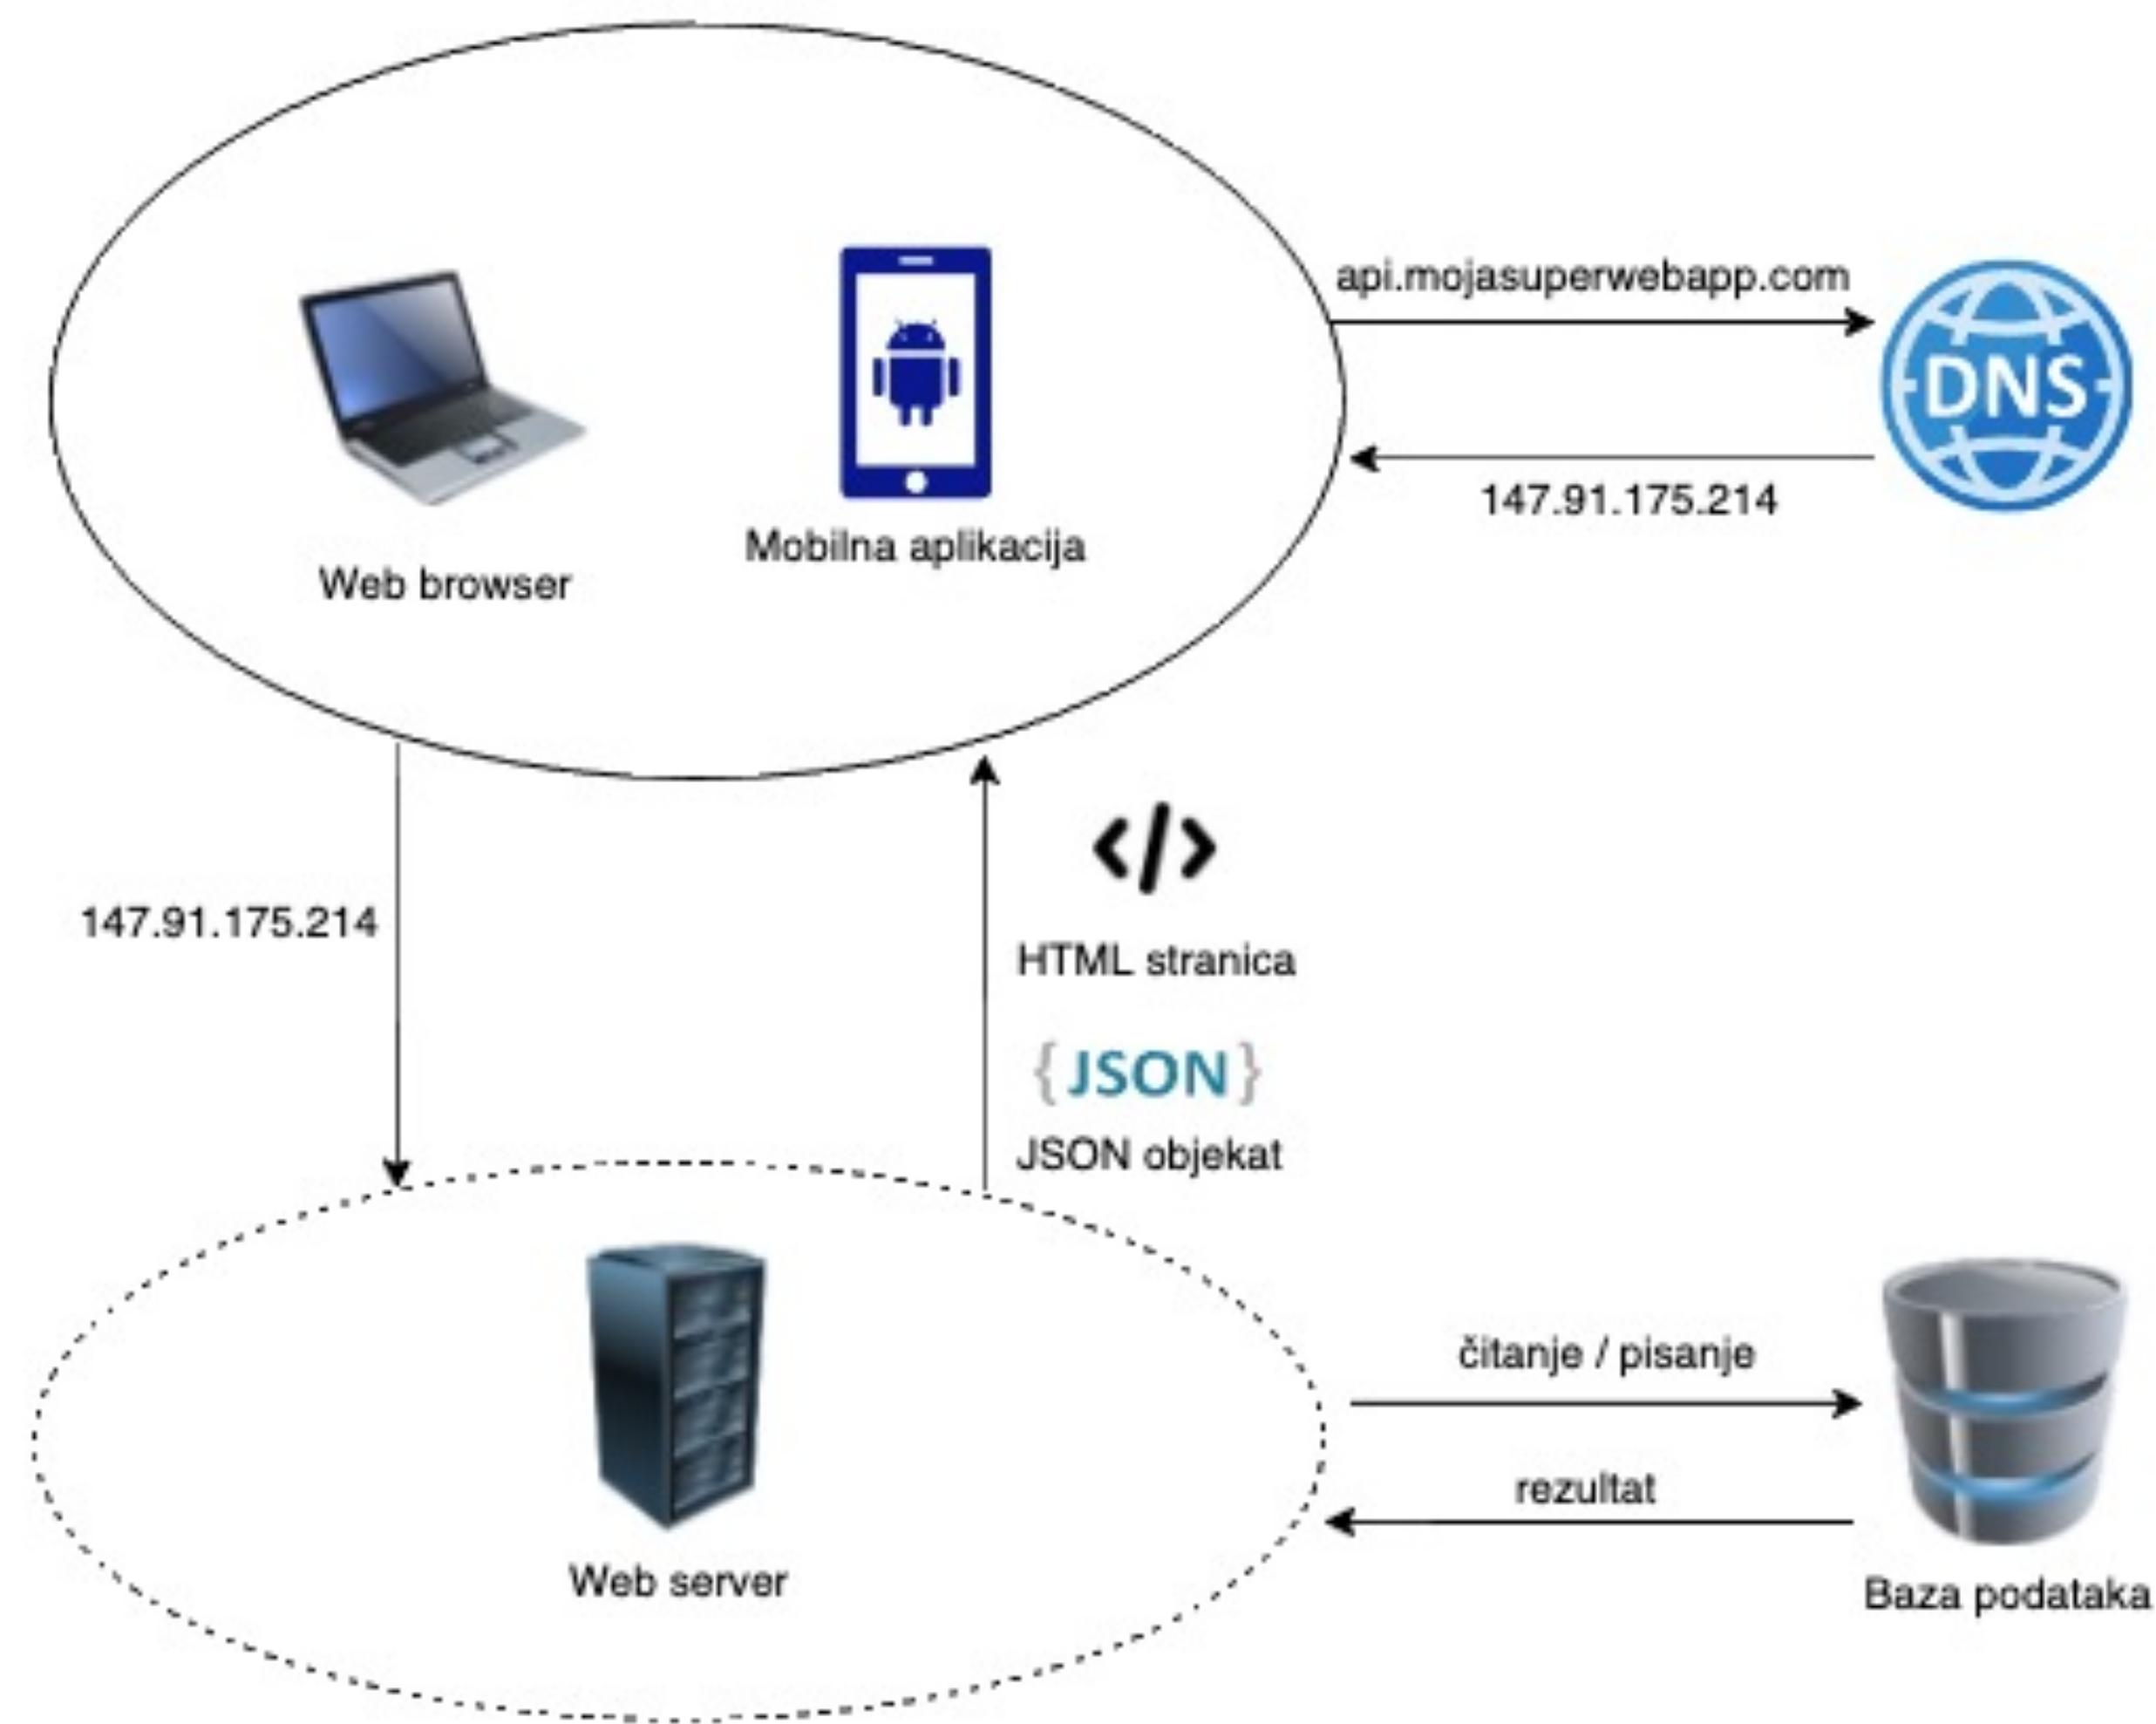 api.mojasuperwebapp.com
DNS
147.91.175.214
Mobilna aplikacija
Web browser
</>
147.91.175.214
HTML stranica
{JSON}
JSON objekat
čitanje / pisanje
rezultat
Web server
Baza podataka